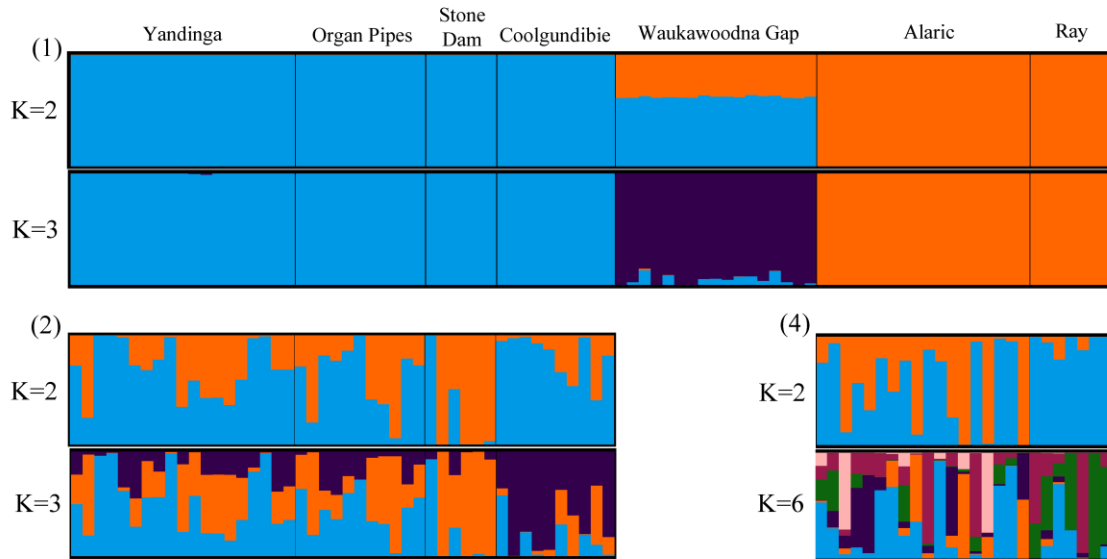 Yandinga Organ Pipes Stone Dam Coolgundibie Waukawoodna Gap Alaric Ray
(1)
K=2
K=3
(2) (4)
K=2 K=2
K=3 K=6